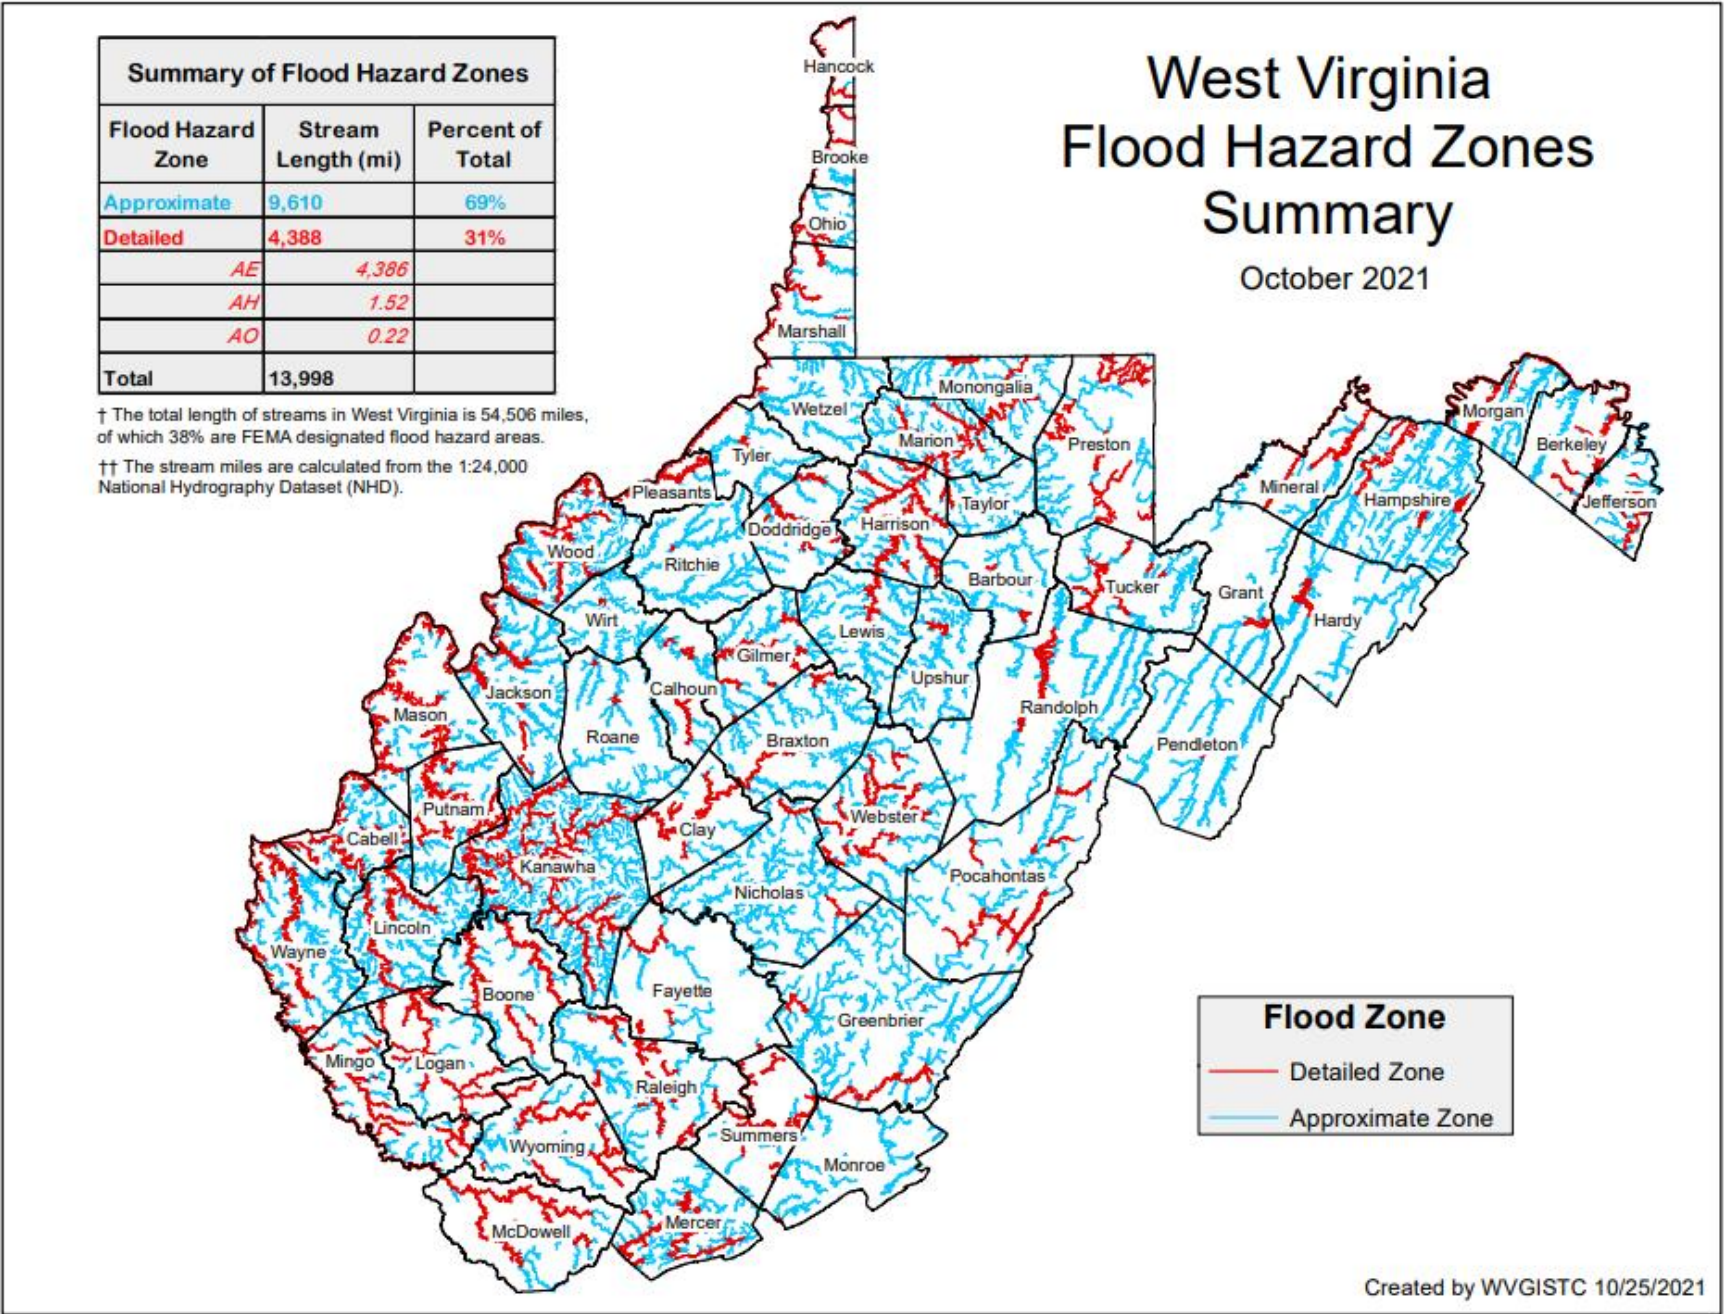 West Virginia
Flood Hazard Zones
Summary
October 2021
Summary of Flood Hazard Zones
Flood Hazard Zone | Stream Length (mi) | Percent of Total
Approximate | 9,610 | 69%
Detailed | 4,388 | 31%
AE | 4,386
AH | 1.52
AO | 0.22
Total | 13,998
† The total length of streams in West Virginia is 54,506 miles,
of which 38% are FEMA designated flood hazard areas.
†† The stream miles are calculated from the 1:24,000
National Hydrography Dataset (NHD).
Hancock
Brooke
Ohio
Marshall
Wetzel
Monongalia
Marion
Preston
Tyler
Pleasants
Taylor
Doddridge
Harrison
Wood
Ritchie
Barbour
Tucker
Wirt
Lewis
Gilmer
Upshur
Calhoun
Jackson
Mason
Roane
Braxton
Randolph
Grant
Hardy
Pendleton
Mineral
Hampshire
Morgan
Berkeley
Jefferson
Putnam
Cabell
Kanawha
Clay
Webster
Nicholas
Pocahontas
Wayne
Lincoln
Boone
Fayette
Greenbrier
Mingo
Logan
Raleigh
Summers
Wyoming
Monroe
McDowell
Mercer
Flood Zone
Detailed Zone
Approximate Zone
Created by WVGISTC 10/25/2021